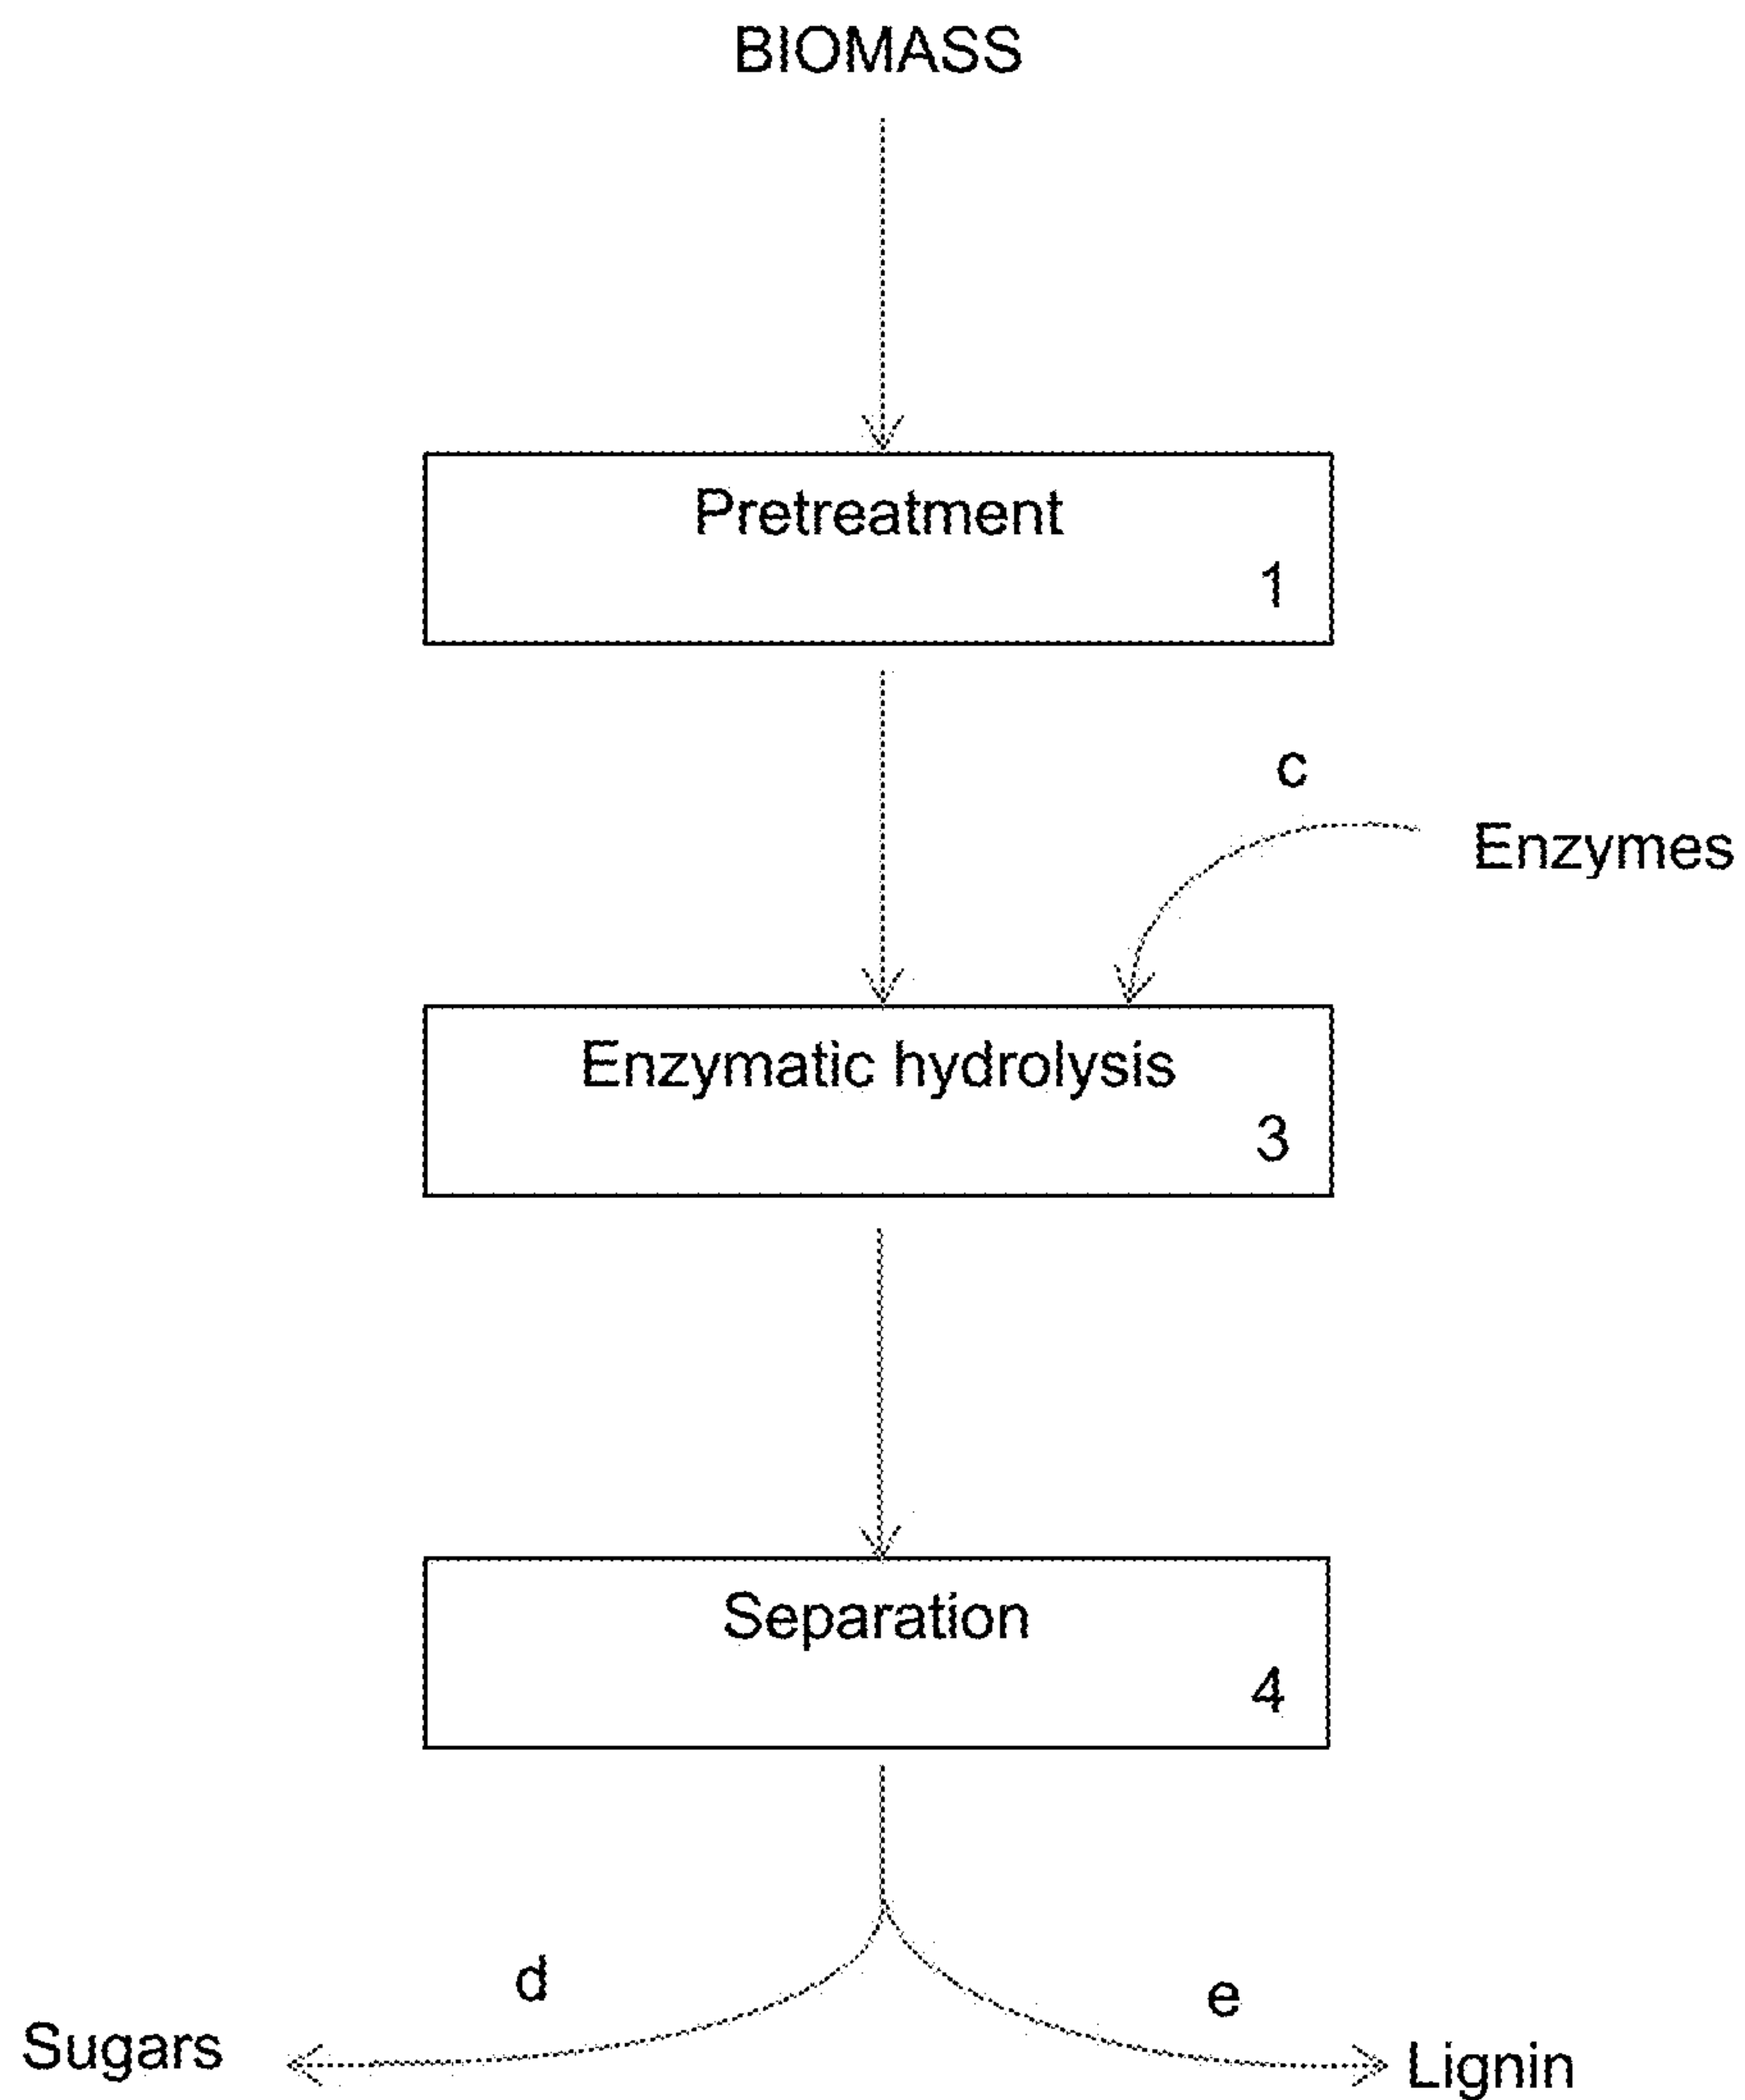 BIOMASS
Pretreatment
1
c
Enzymes
Enzymatic hydrolysis
3
Separation
4
d
e
Sugars
Lignin